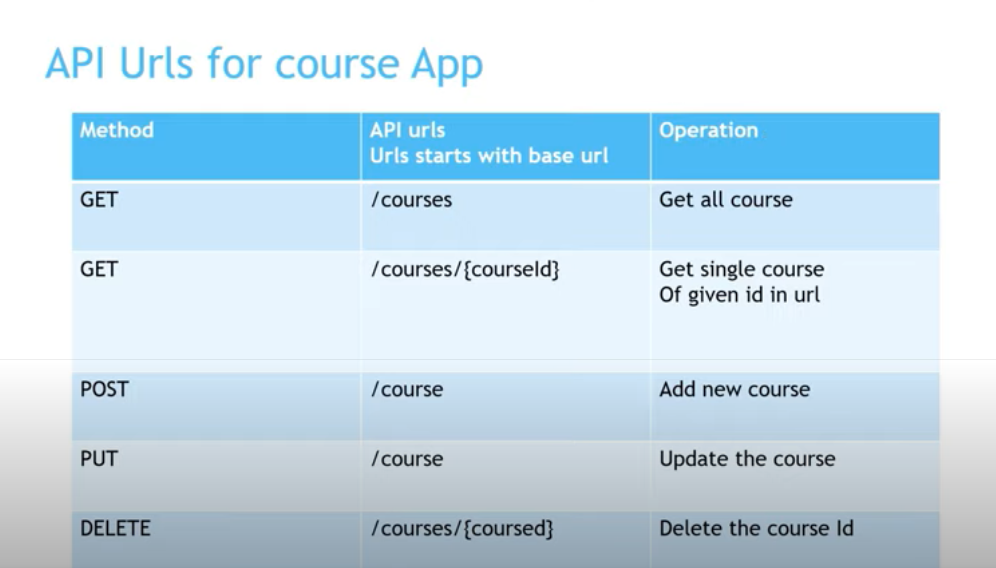 API Urls for course App
Method
API urls
Urls starts with base url
Operation
GET
/courses
Get all course
GET
/courses/{courseId}
Get single course
Of given id in url
POST
/course
Add new course
PUT
/course
Update the course
DELETE
/courses/{coursed}
Delete the course Id